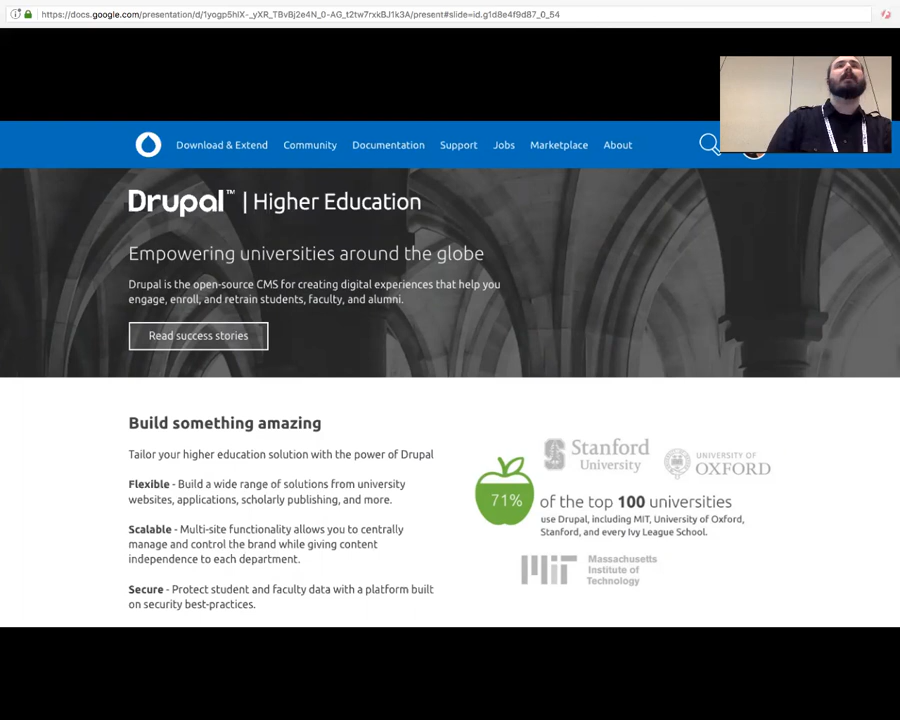 https://docs.google.com/presentation/d/1yogp5hIX-_yXR_TBvBj2e4N_0-AG_t2tw7rxkBJ1k3A/present#slide=id.g1d8e4f9d87_0_54
Download & Extend Community Documentation Support Jobs Marketplace About
Drupal™ | Higher Education
Empowering universities around the globe
Drupal is the open-source CMS for creating digital experiences that help you
engage, enroll, and retrain students, faculty, and alumni.
Read success stories
Build something amazing
Tailor your higher education solution with the power of Drupal
Flexible - Build a wide range of solutions from university
websites, applications, scholarly publishing, and more.
Scalable - Multi-site functionality allows you to centrally
manage and control the brand while giving content
independence to each department.
Secure - Protect student and faculty data with a platform built
on security best-practices.
Stanford
University
UNIVERSITY OF
OXFORD
71%
of the top 100 universities
use Drupal, including MIT, University of Oxford,
Stanford, and every Ivy League School.
MIT
Massachusetts
Institute of
Technology